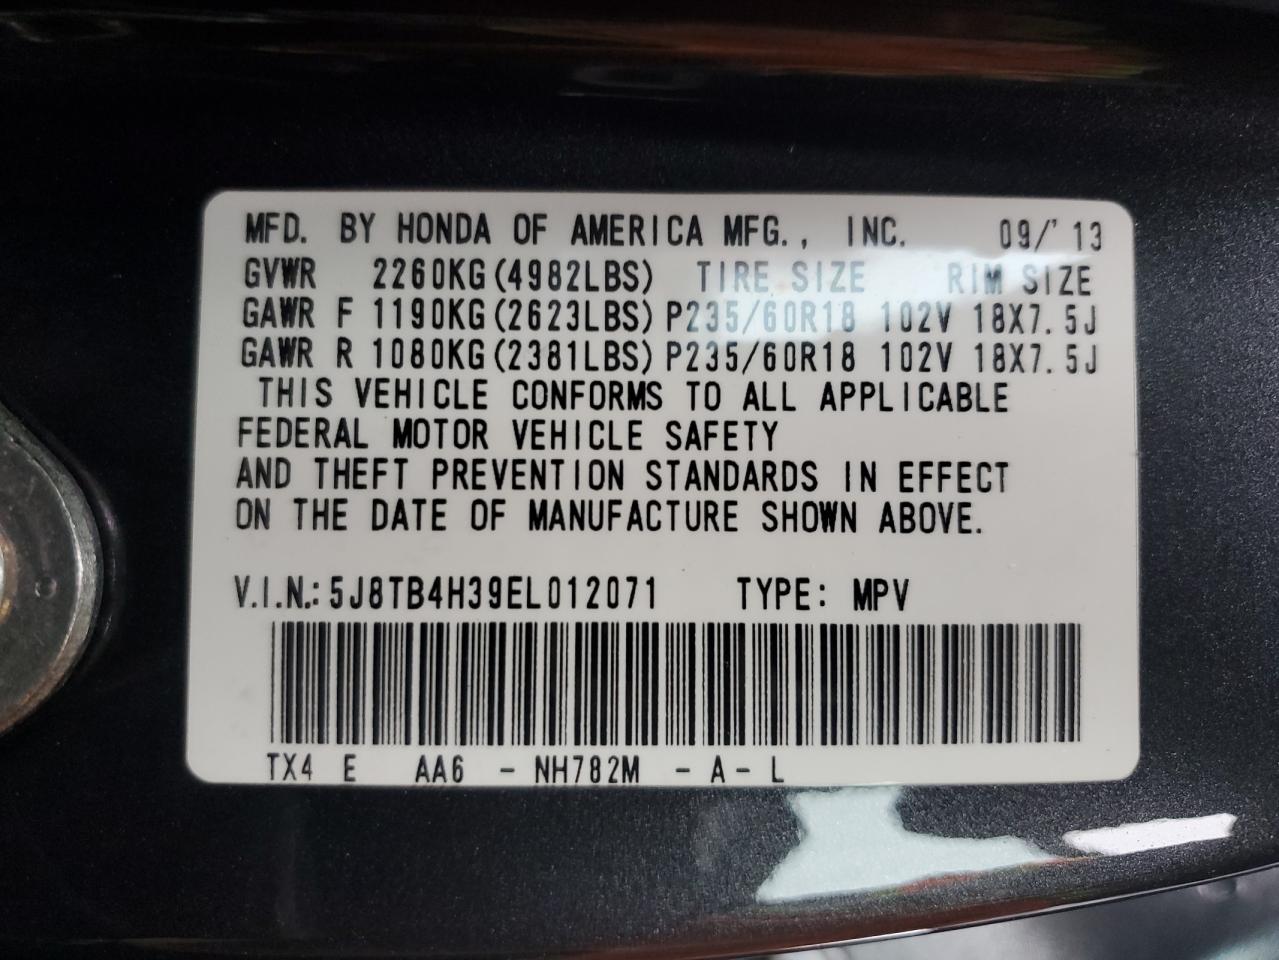 MFD. BY HONDA OF AMERICA MFG., INC. 09/'13
GVWR 2260KG(4982LBS) TIRE SIZE RIM SIZE
GAWR F 1190KG(2623LBS) P235/60R18 102V 18X7.5J
GAWR R 1080KG(2381LBS) P235/60R18 102V 18X7.5J
THIS VEHICLE CONFORMS TO ALL APPLICABLE
FEDERAL MOTOR VEHICLE SAFETY
AND THEFT PREVENTION STANDARDS IN EFFECT
ON THE DATE OF MANUFACTURE SHOWN ABOVE.
V.I.N.: 5J8TB4H39EL012071 TYPE: MPV
TX4 E AA6 - NH782M - A - L